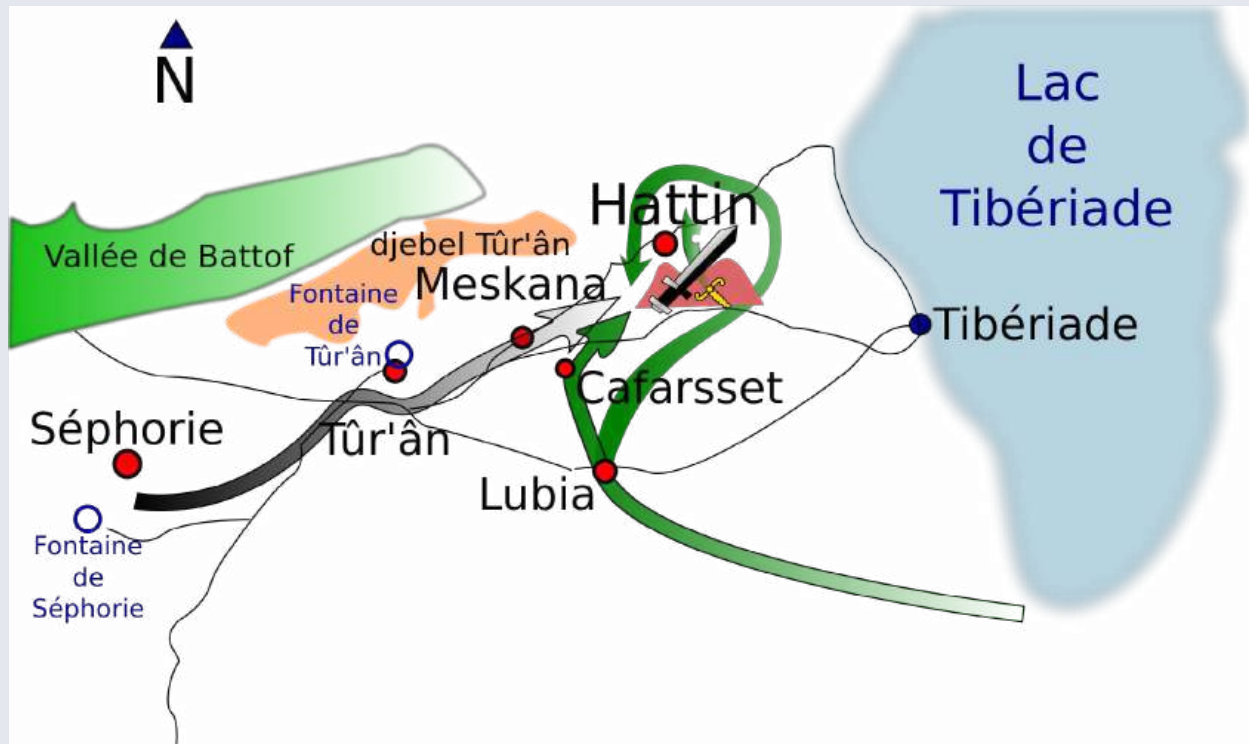 N
Lac
de
Tibériade
Hattin
djebel Tûr'ân
Vallée de Battof
Meskana
Fontaine
de
Tûr'ân
Tibériade
Cafarsset
Séphorie
Tûr'ân
Lubia
Fontaine
de
Séphorie